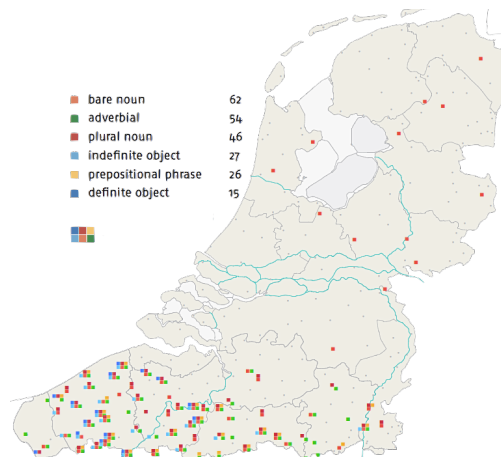 bare noun 62
adverbial 54
plural noun 46
indefinite object 27
prepositional phrase 26
definite object 15